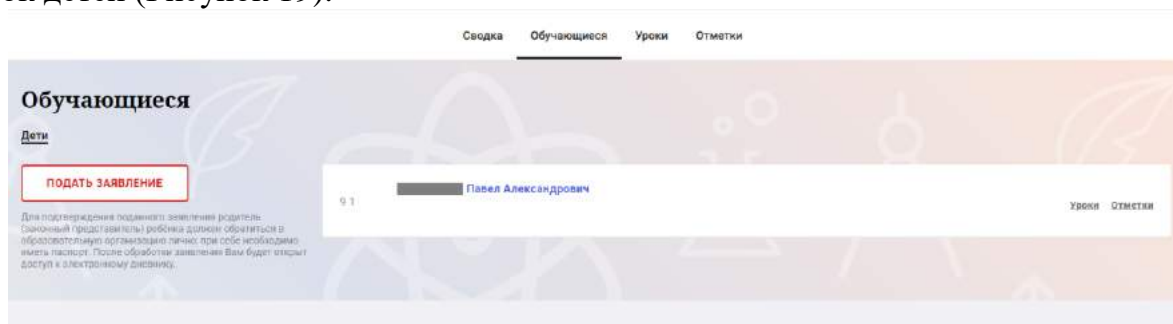 (Рисунок 19).
Сводка Обучающиеся Уроки Отметки
Обучающиеся
Дети
ПОДАТЬ ЗАЯВЛЕНИЕ
Для подтверждения поданного заявления родитель
(законный представитель) ребёнка должен обратиться в
образовательную организацию лично, при себе необходимо
иметь паспорт. После обработки заявления Вам будет открыт
доступ к электронному дневнику.
9 1
Павел Александрович
Уроки Отметки